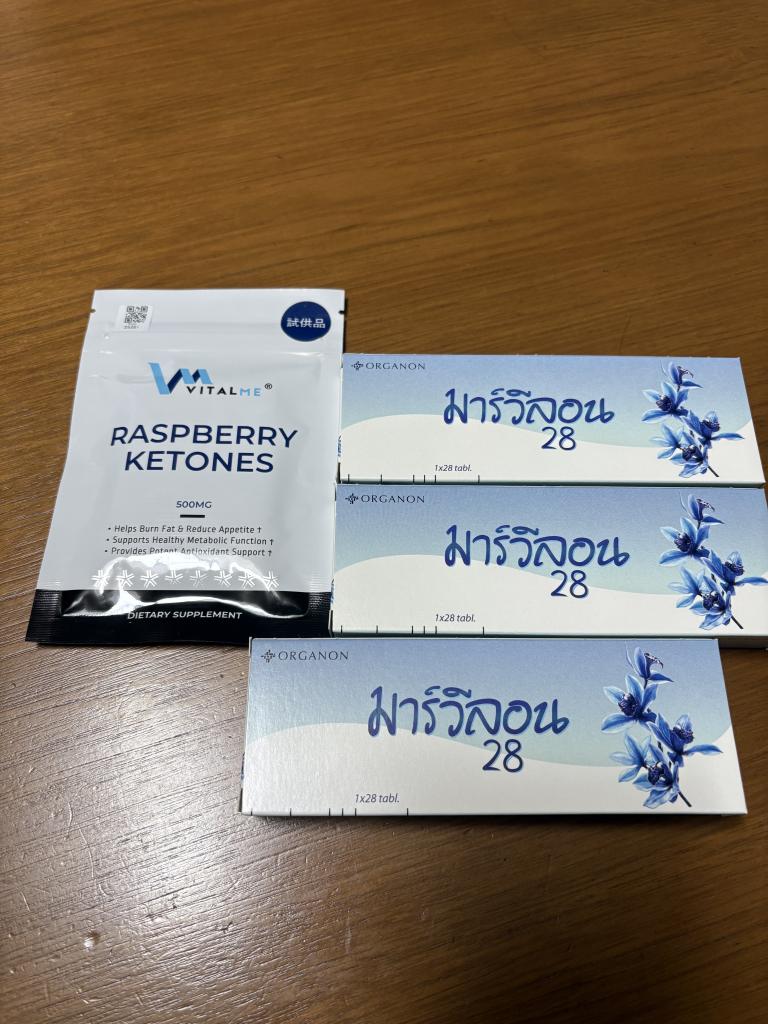 試供品
VITALME®
RASPBERRY
KETONES
500MG
• Helps Burn Fat & Reduce Appetite †
• Supports Healthy Metabolic Function †
• Provides Potent Antioxidant Support †
DIETARY SUPPLEMENT
ORGANON
มาร์วีลอน
28
1x28 tabl.
ORGANON
มาร์วีลอน
28
1x28 tabl.
ORGANON
มาร์วีลอน
28
1x28 tabl.